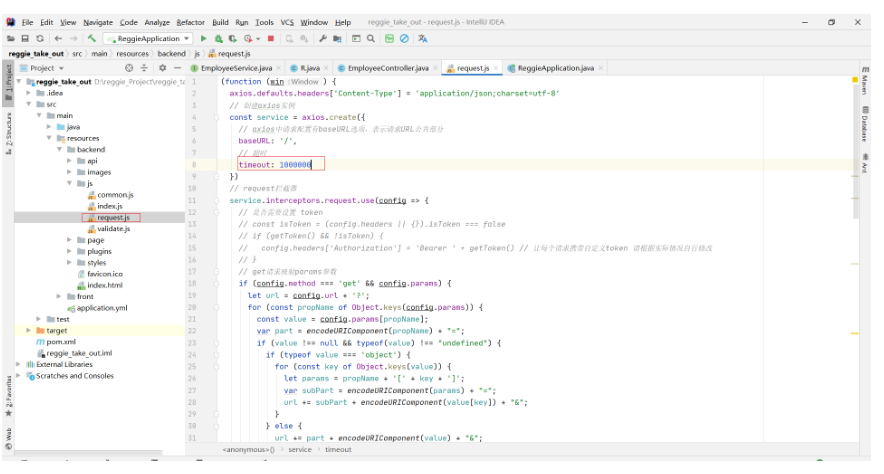 File Edit View Navigate Code Analyze Refactor Build Run Tools VCS Window Help reggie_take_out - request.js - IntelliJ IDEA
ReggieApplication
reggie_take_out src main resources backend js request.js
Project EmployeeService.java R.java EmployeeController.java request.js ReggieApplication.java
1: Project
2: Structure
2: Favorites
Web
Maven
Database
Ant
reggie_take_out D:\reggie_Project\reggie_ta
.idea
src
main
java
resources
backend
api
images
js
common.js
index.js
request.js
validate.js
page
plugins
styles
favicon.ico
index.html
front
application.yml
test
target
pom.xml
reggie_take_out.iml
External Libraries
Scratches and Consoles
1 (function (win :Window ) {
2 axios.defaults.headers['Content-Type'] = 'application/json;charset=utf-8'
3 // 创建axios实例
4 const service = axios.create({
5 // axios中请求配置有baseURL选项，表示请求URL公共部分
6 baseURL: '/',
7 // 超时
8 timeout: 1000000
9 })
10 // request拦截器
11 service.interceptors.request.use(config => {
12 // 是否需要设置 token
13 // const isToken = (config.headers || {}).isToken === false
14 // if (getToken() && !isToken) {
15 // config.headers['Authorization'] = 'Bearer ' + getToken() // 让每个请求携带自定义token 请根据实际情况自行修改
16 // }
17 // get请求映射params参数
18 if (config.method === 'get' && config.params) {
19 let url = config.url + '?';
20 for (const propName of Object.keys(config.params)) {
21 const value = config.params[propName];
22 var part = encodeURIComponent(propName) + "=";
23 if (value !== null && typeof(value) !== "undefined") {
24 if (typeof value === 'object') {
25 for (const key of Object.keys(value)) {
26 let params = propName + '[' + key + ']';
27 var subPart = encodeURIComponent(params) + "=";
28 url += subPart + encodeURIComponent(value[key]) + "&";
29 }
30 } else {
31 url += part + encodeURIComponent(value) + "&";
<anonymous>() service timeout